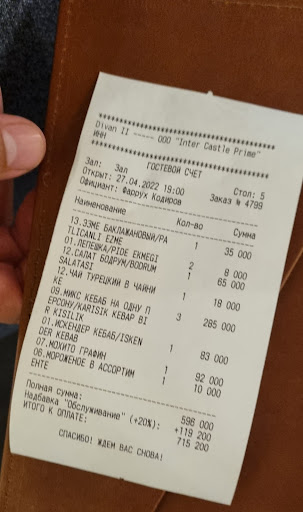 ************************************
Divan II ------ ООО "Inter Castle Prime"
ИНН
************************************
ГОСТЕВОЙ СЧЕТ
Зал: Зал Стол: 5
Открыт: 27.04.2022 19:00 Заказ № 4799
Официант: Фаррух Кодиров
Наименование Кол-во Сумма
13.ЭЗМЕ БАКЛАЖАНОВЫЙ/PA 1 35 000
TLICANLI EZME
01.ЛЕПЕШКА/PIDE EKMEGI 2 8 000
12.САЛАТ БОДРУМ/BODRUM 1 65 000
SALATASI
12.ЧАЙ ТУРЕЦКИЙ В ЧАЙНИ 1 18 000
КЕ
09.МИКС КЕБАБ НА ОДНУ П 3 285 000
ЕРСОНУ/KARISIK KEBAP BI
R KISILIK
01.ИСКЕНДЕР КЕБАБ/ISKEN 1 83 000
DER KEBAB
07.МОХИТО ГРАФИН 1 92 000
06.МОРОЖЕНОЕ В АССОРТИМ 1 10 000
ЕНТЕ
Полная сумма: 596 000
Надбавка "Обслуживание" (+20%): +119 200
ИТОГО К ОПЛАТЕ: 715 200
СПАСИБО! ЖДЕМ ВАС СНОВА!